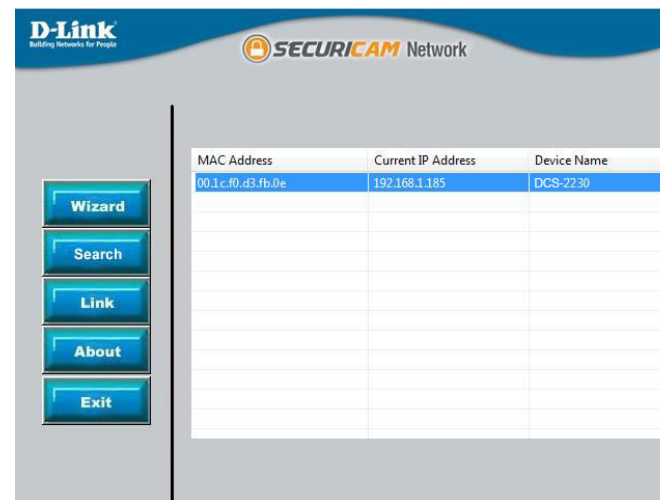 D-Link
Building Networks for People
SECURICAM Network
MAC Address Current IP Address Device Name
00.1c.f0.d3.fb.0e 192.168.1.185 DCS-2230
Wizard
Search
Link
About
Exit